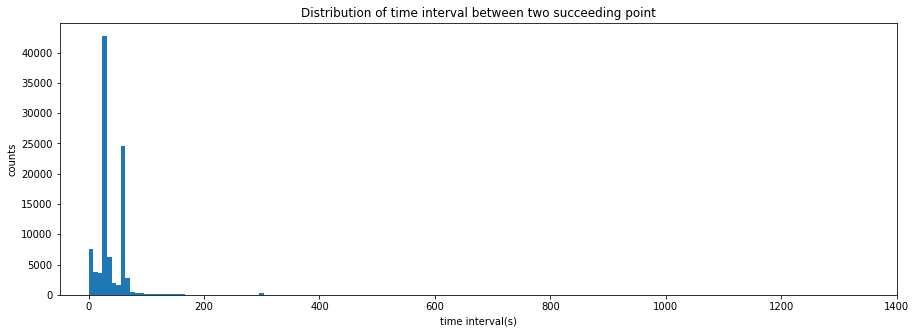 Distribution of time interval between two succeeding point
40000
35000
30000
25000
20000
15000
10000
5000
0
counts
0 200 400 600 800 1000 1200 1400
time interval(s)